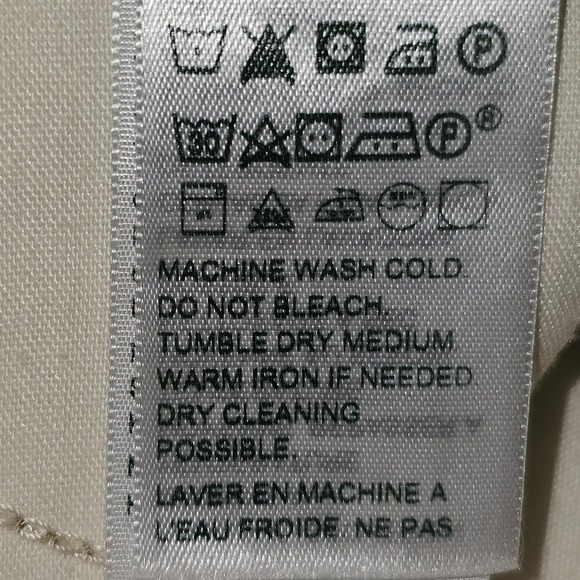 P
30 P®
MACHINE WASH COLD.
DO NOT BLEACH.
TUMBLE DRY MEDIUM
WARM IRON IF NEEDED.
DRY CLEANING
POSSIBLE.
LAVER EN MACHINE A
L'EAU FROIDE. NE PAS